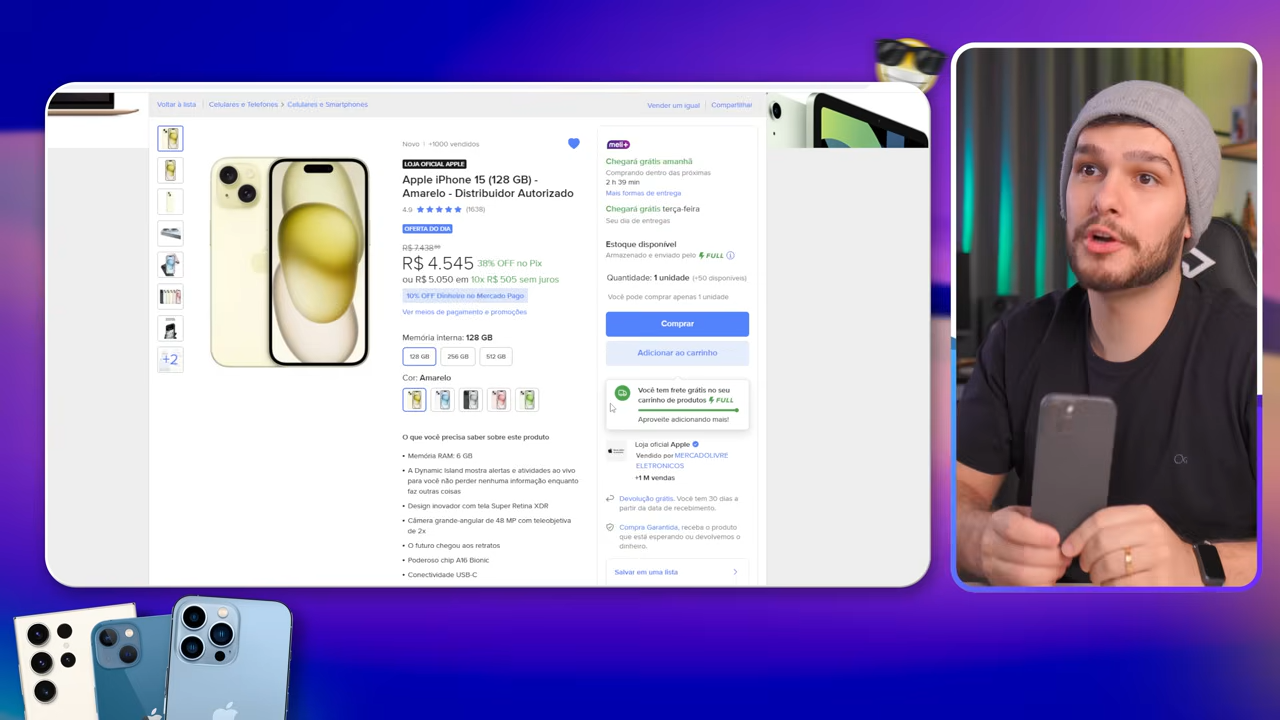 Voltar à lista
Celulares e Telefones > Celulares e Smartphones
Vender um igual
Compartilhar
Novo | +1000 vendidos
LOJA OFICIAL APPLE
Apple iPhone 15 (128 GB) -
Amarelo - Distribuidor Autorizado
4.9 (1638)
OFERTA DO DIA
R$ 7.438
R$ 4.545 38% OFF no Pix
ou R$ 5.050 em 10x R$ 505 sem juros
10% OFF Dinheiro no Mercado Pago
Ver meios de pagamento e promoções
Memória interna: 128 GB
128 GB
256 GB
512 GB
Cor: Amarelo
+2
O que você precisa saber sobre este produto
• Memória RAM: 6 GB
• A Dynamic Island mostra alertas e atividades ao vivo
para você não perder nenhuma informação enquanto
faz outras coisas
• Design inovador com tela Super Retina XDR
• Câmera grande-angular de 48 MP com teleobjetiva
de 2x
• O futuro chegou aos retratos
• Poderoso chip A16 Bionic
• Conectividade USB-C
meli+
Chegará grátis amanhã
Comprando dentro das próximas
2 h 39 min
Mais formas de entrega
Chegará grátis terça-feira
Seu dia de entregas
Estoque disponível
Armazenado e enviado pelo FULL
Quantidade: 1 unidade (+50 disponíveis)
Você pode comprar apenas 1 unidade
Comprar
Adicionar ao carrinho
Você tem frete grátis no seu
carrinho de produtos FULL
Aproveite adicionando mais!
Loja oficial Apple
Vendido por MERCADOLIVRE
ELETRONICOS
+1 M vendas
Devolução grátis. Você tem 30 dias a
partir da data de recebimento.
Compra Garantida, receba o produto
que está esperando ou devolvemos o
dinheiro.
Salvar em uma lista